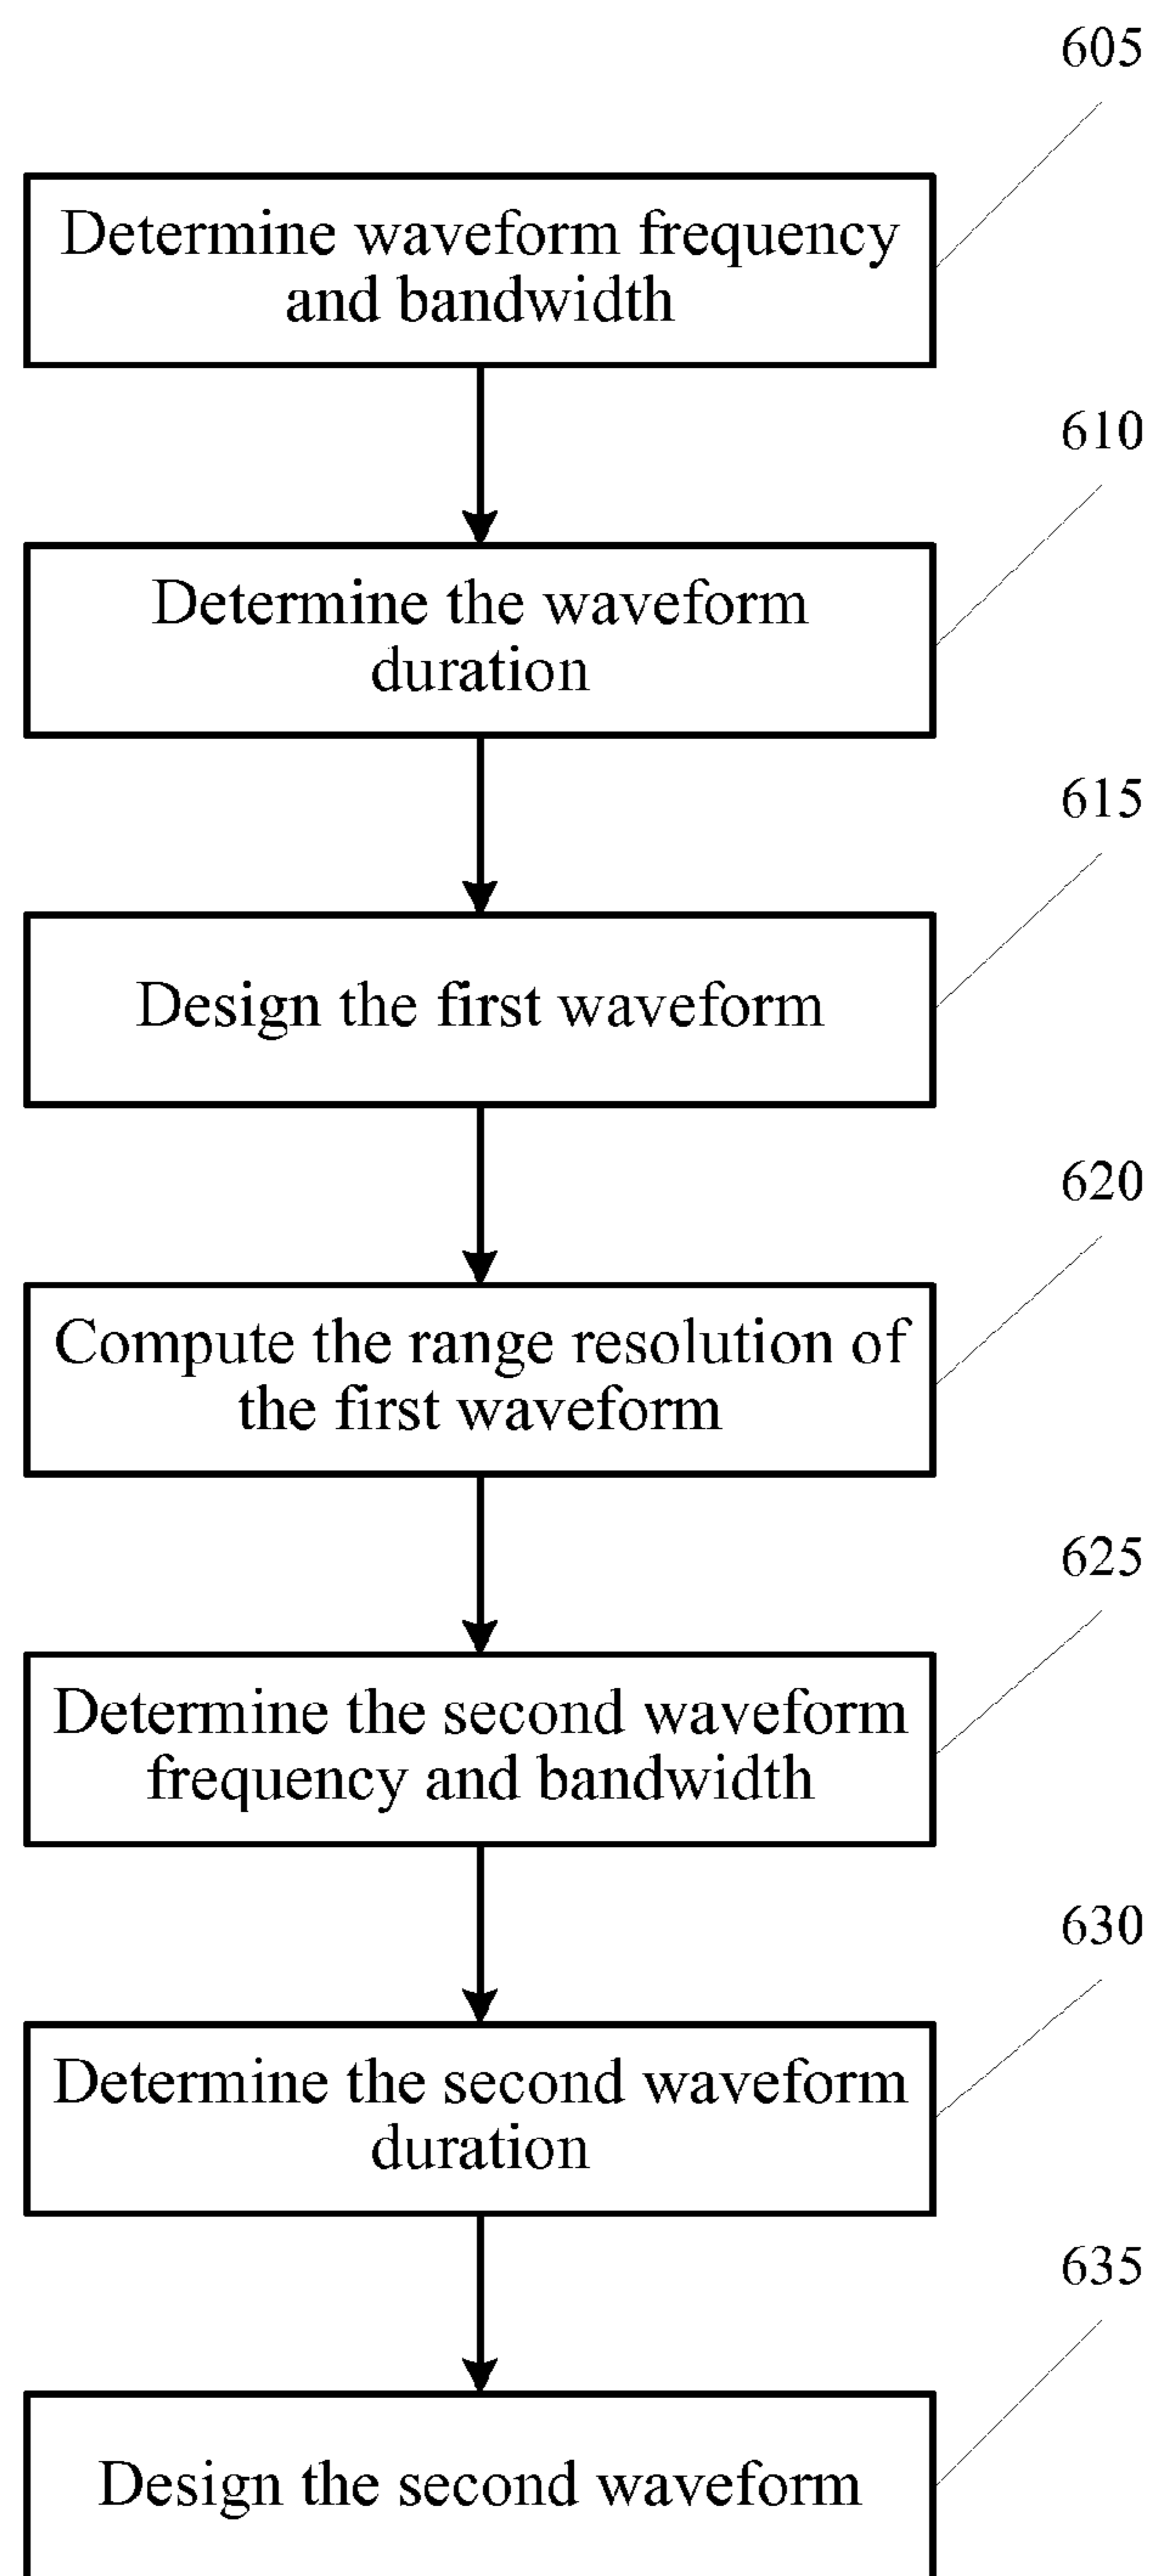 605
Determine waveform frequency
and bandwidth
610
Determine the waveform
duration
615
Design the first waveform
620
Compute the range resolution of
the first waveform
625
Determine the second waveform
frequency and bandwidth
630
Determine the second waveform
duration
635
Design the second waveform